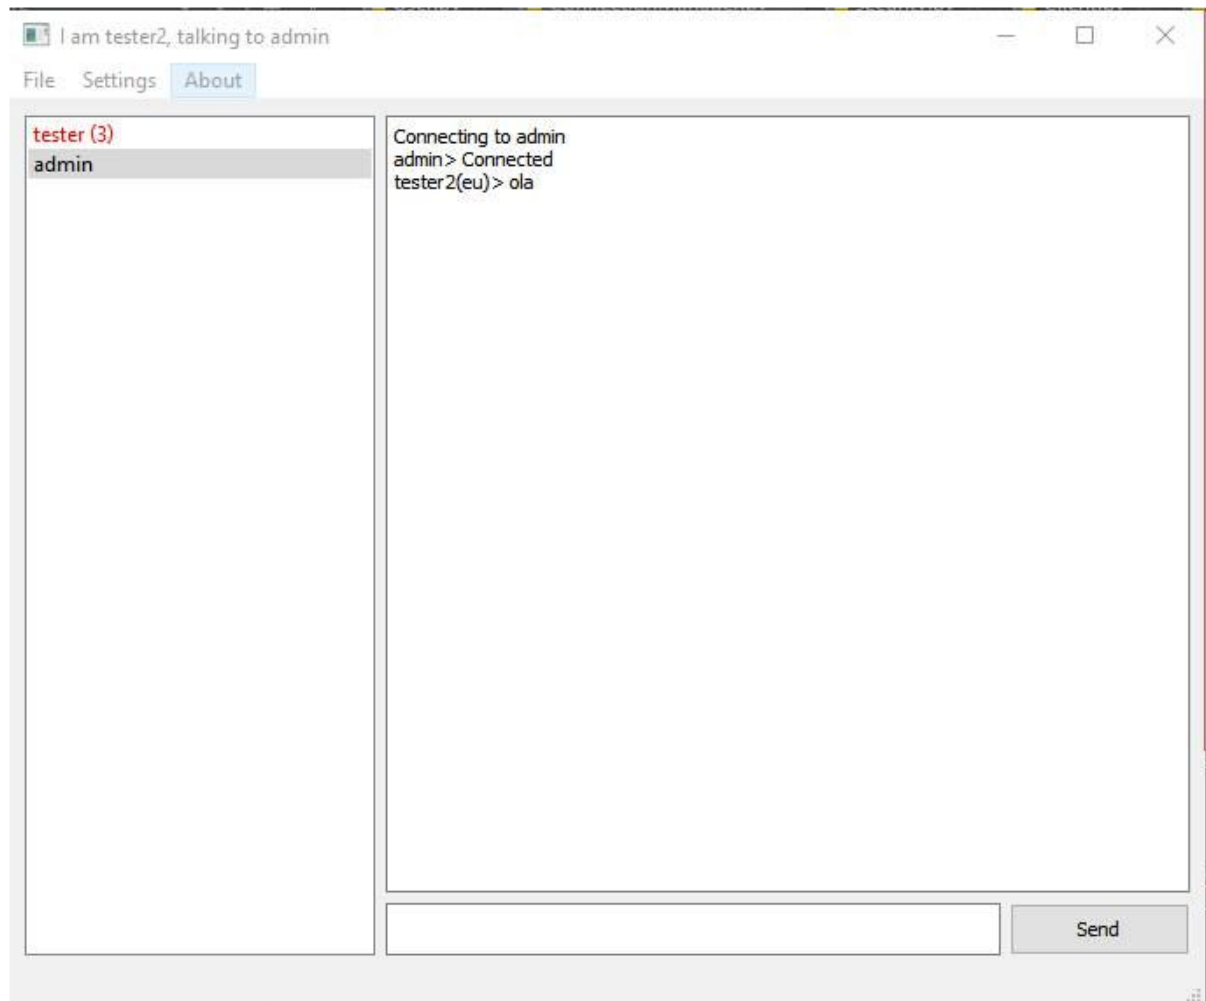 I am tester2, talking to admin
File Settings About
tester (3)
admin
Connecting to admin
admin> Connected
tester2(eu)> ola
Send